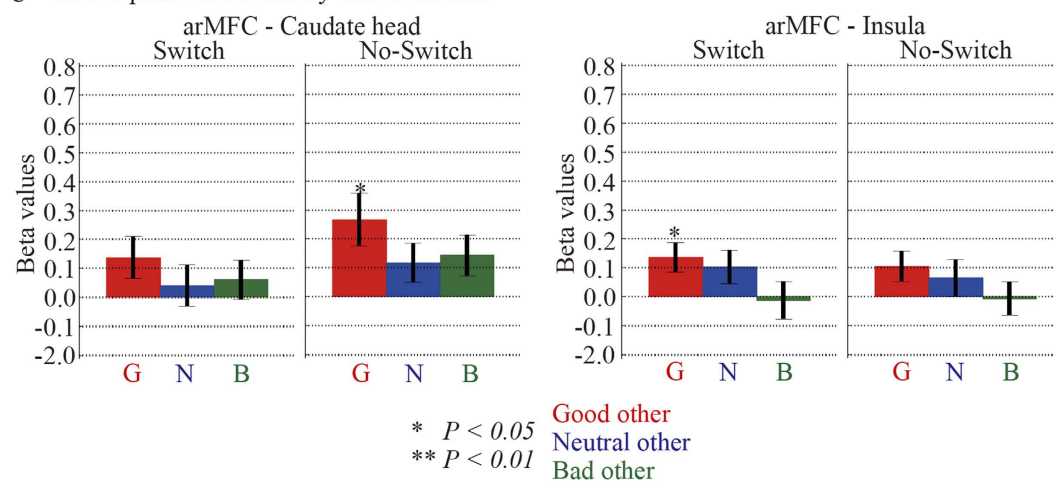 arMFC - Caudate head
Switch
No-Switch
0.8
0.7
0.6
0.5
0.4
0.3
0.2
0.1
0.0
-0.1
-2.0
Beta values
*
G N B
G N B
arMFC - Insula
Switch
No-Switch
0.8
0.7
0.6
0.5
0.4
0.3
0.2
0.1
0.0
-0.1
-2.0
Beta values
*
G N B
G N B
* P < 0.05
** P < 0.01
Good other
Neutral other
Bad other